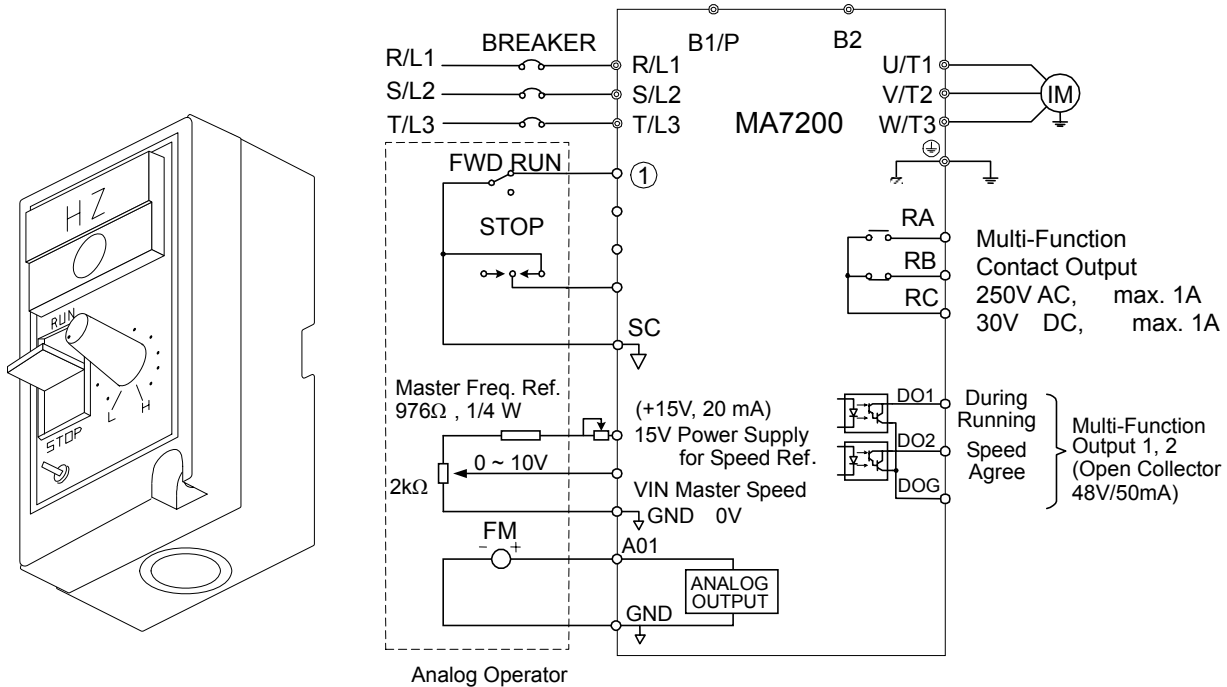 HZ
RUN
L H
STOP
B1/P B2
BREAKER
R/L1 R/L1 U/T1
S/L2 S/L2 V/T2 IM
T/L3 T/L3 MA7200 W/T3
FWD RUN
1
STOP
SC
RA
RB
RC
Multi-Function
Contact Output
250V AC, max. 1A
30V DC, max. 1A
Master Freq. Ref.
976Ω , 1/4 W
(+15V, 20 mA)
15V Power Supply
for Speed Ref.
0 ~ 10V
2kΩ
VIN Master Speed
GND 0V
FM
- +
A01
ANALOG
OUTPUT
GND
DO1
DO2
DOG
During
Running
Speed
Agree
Multi-Function
Output 1, 2
(Open Collector
48V/50mA)
Analog Operator